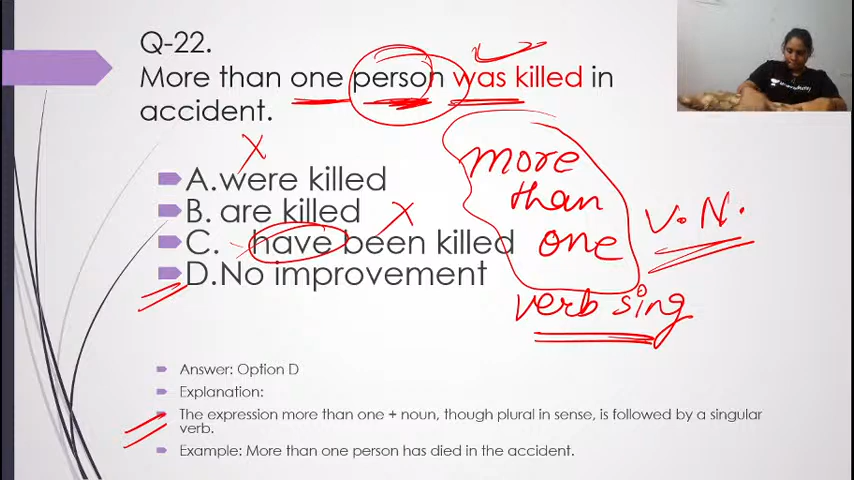 Q-22.
More than one person was killed in
accident.
A.were killed
B. are killed
C. have been killed
D.No improvement
more
than
one
V. N.
verb sing
Answer: Option D
Explanation:
The expression more than one + noun, though plural in sense, is followed by a singular
verb.
Example: More than one person has died in the accident.